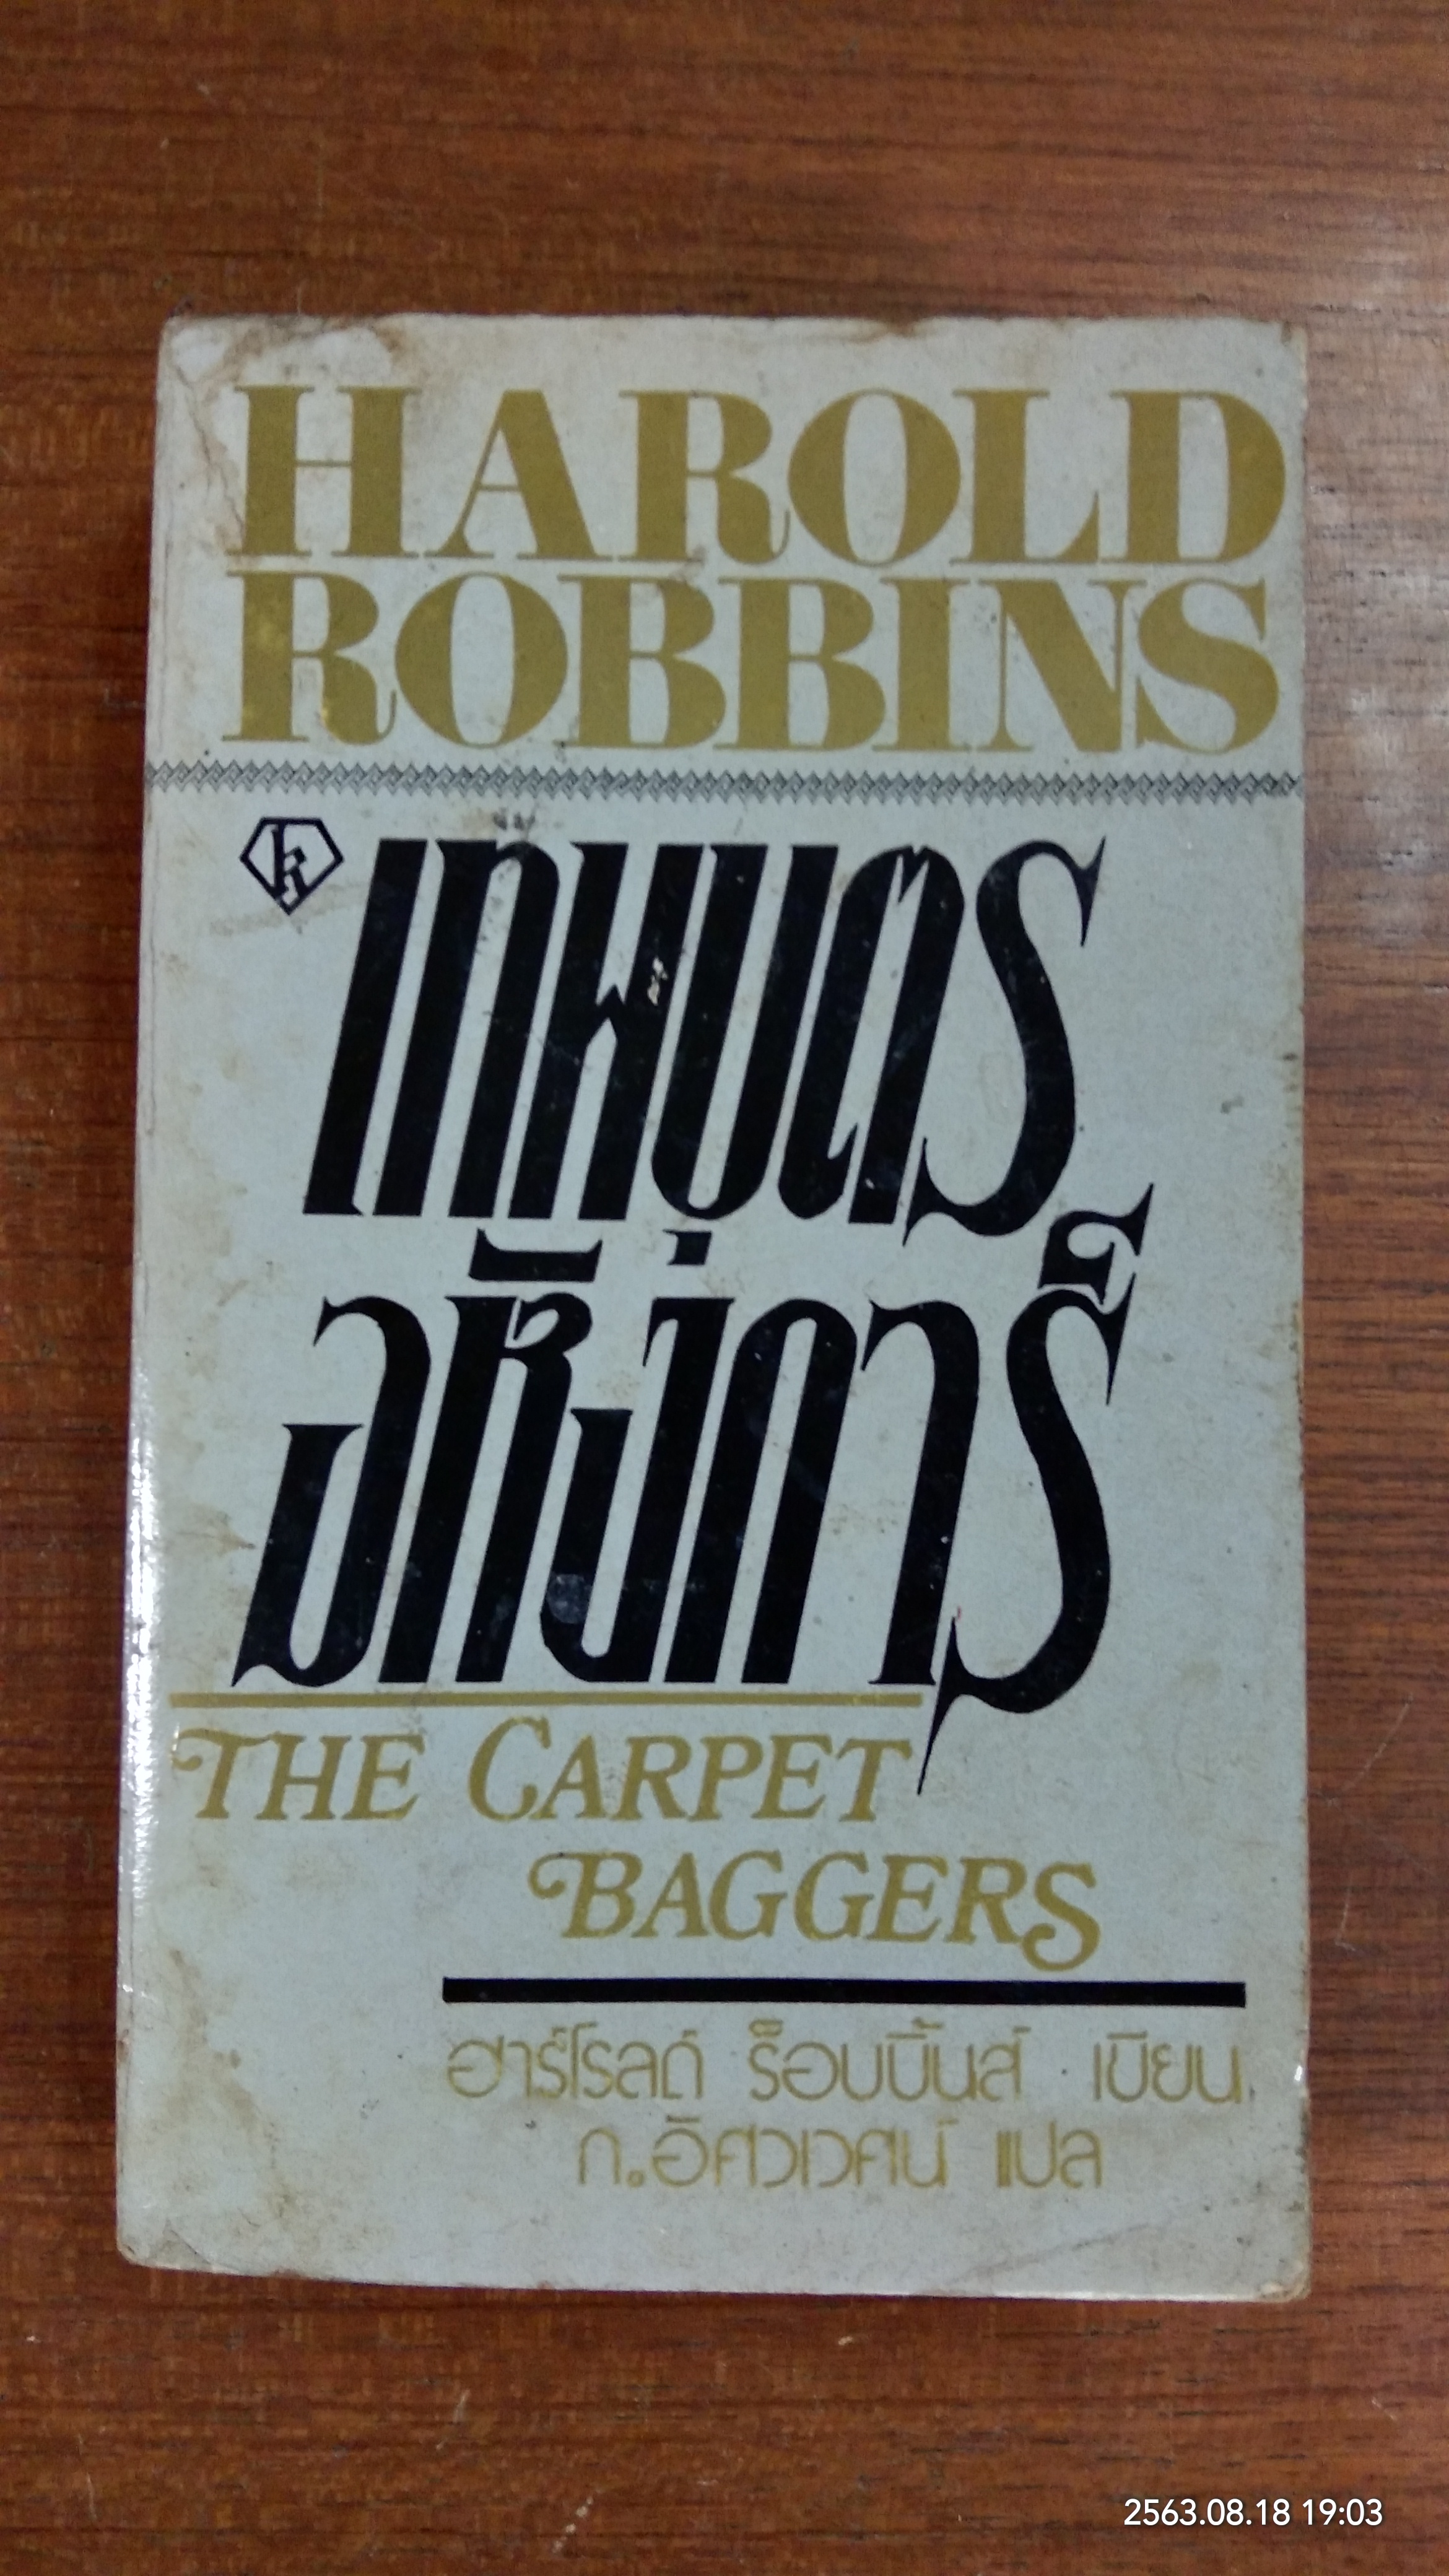 HAROLD
ROBBINS
k
เทพบุตร
อหังการ์
THE CARPET
BAGGERS
ฮาร์โรลด์ ร็อบบิ้นส์ เขียน
ก.อัศวเวศน์ แปล
2563.08.18 19:03